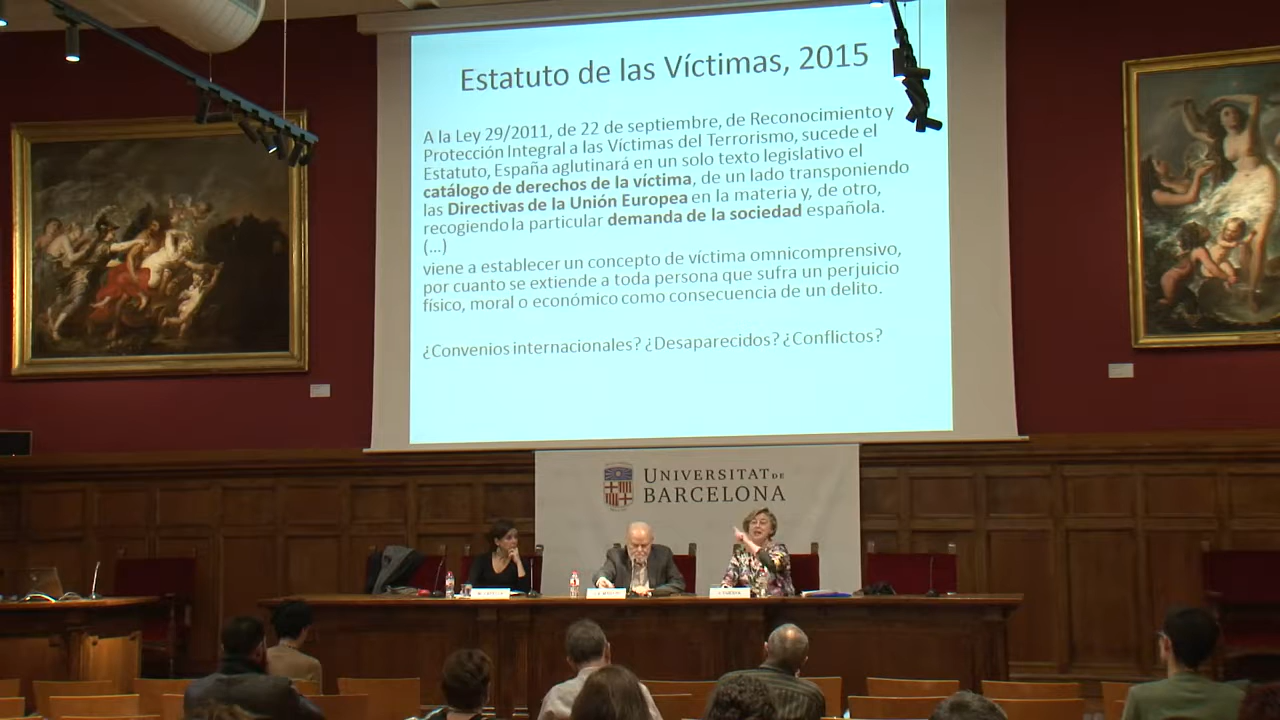 Estatuto de las Víctimas, 2015
A la Ley 29/2011, de 22 de septiembre, de Reconocimiento y
Protección Integral a las Víctimas del Terrorismo, sucede el
Estatuto, España aglutinará en un solo texto legislativo el
catálogo de derechos de la víctima, de un lado transponiendo
las Directivas de la Unión Europea en la materia y, de otro,
recogiendo la particular demanda de la sociedad española.
(...)
viene a establecer un concepto de víctima omnicomprensivo,
por cuanto se extiende a toda persona que sufra un perjuicio
físico, moral o económico como consecuencia de un delito.
¿Convenios internacionales? ¿Desaparecidos? ¿Conflictos?
UNIVERSITAT DE
BARCELONA